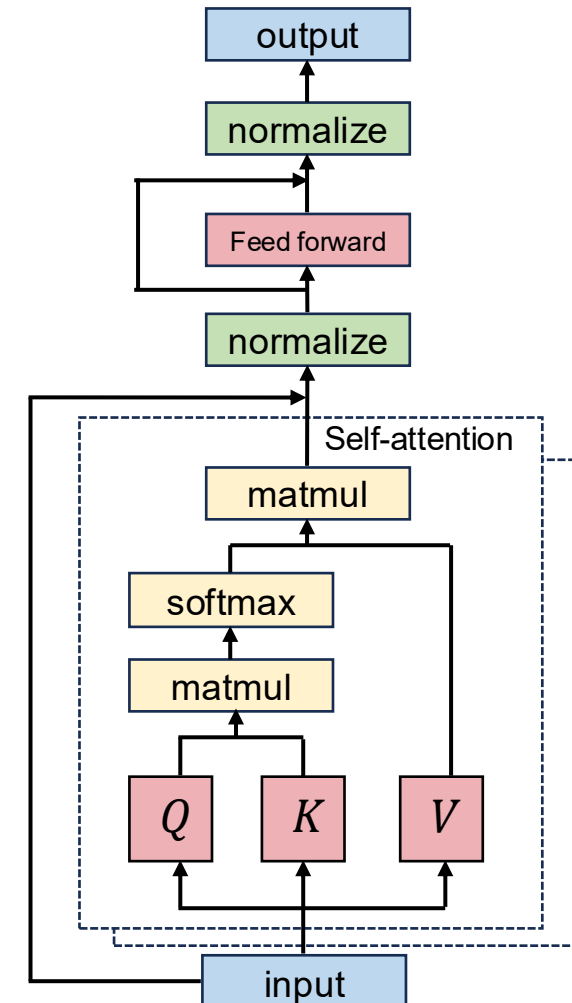 output
normalize
Feed forward
normalize
Self-attention
matmul
softmax
matmul
Q K V
input